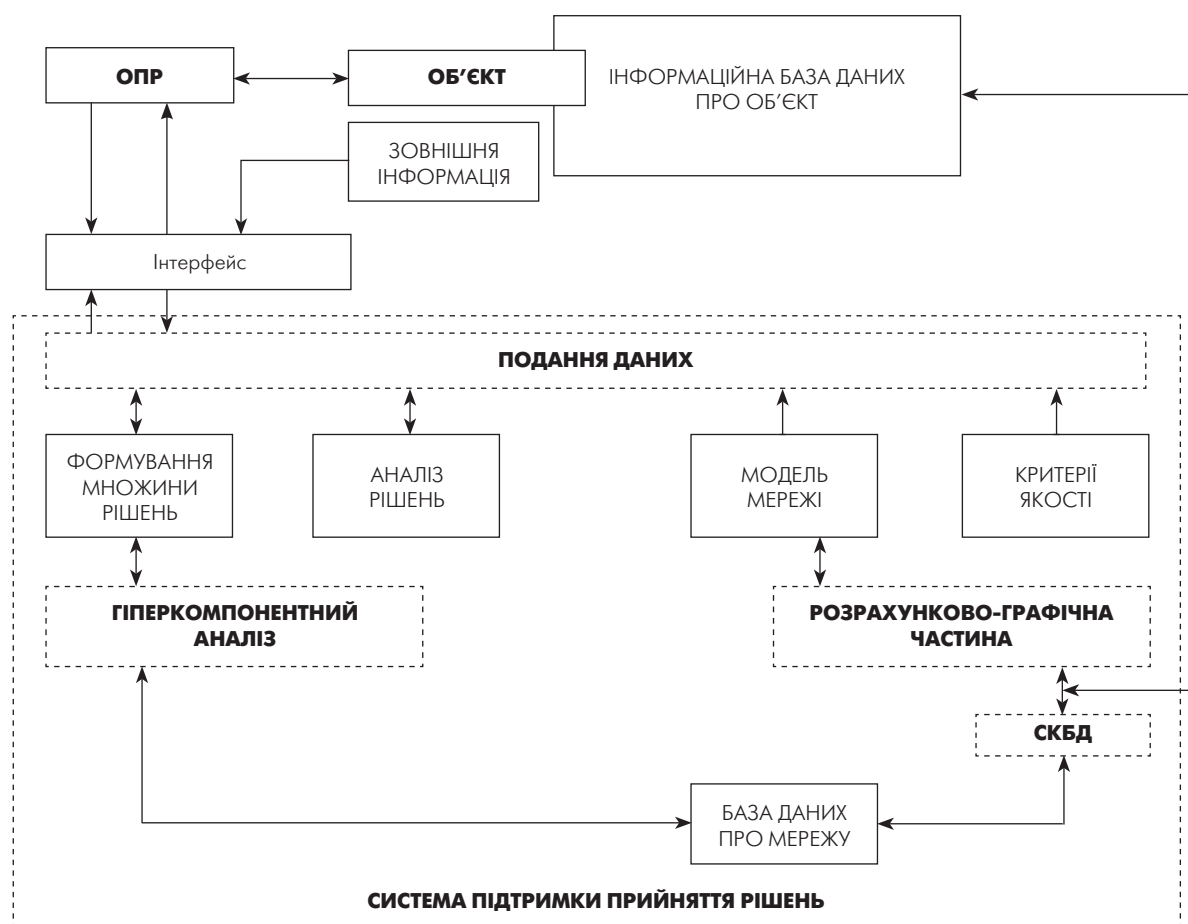 ОПР
ОБ’ЄКТ
ІНФОРМАЦІЙНА БАЗА ДАНИХ
ПРО ОБ’ЄКТ
ЗОВНІШНЯ
ІНФОРМАЦІЯ
Інтерфейс
ПОДАННЯ ДАНИХ
ФОРМУВАННЯ
МНОЖИНИ
РІШЕНЬ
АНАЛІЗ
РІШЕНЬ
МОДЕЛЬ
МЕРЕЖІ
КРИТЕРІЇ
ЯКОСТІ
ГІПЕРКОМПОНЕНТНИЙ
АНАЛІЗ
РОЗРАХУНКОВО-ГРАФІЧНА
ЧАСТИНА
СКБД
БАЗА ДАНИХ
ПРО МЕРЕЖУ
СИСТЕМА ПІДТРИМКИ ПРИЙНЯТТЯ РІШЕНЬ